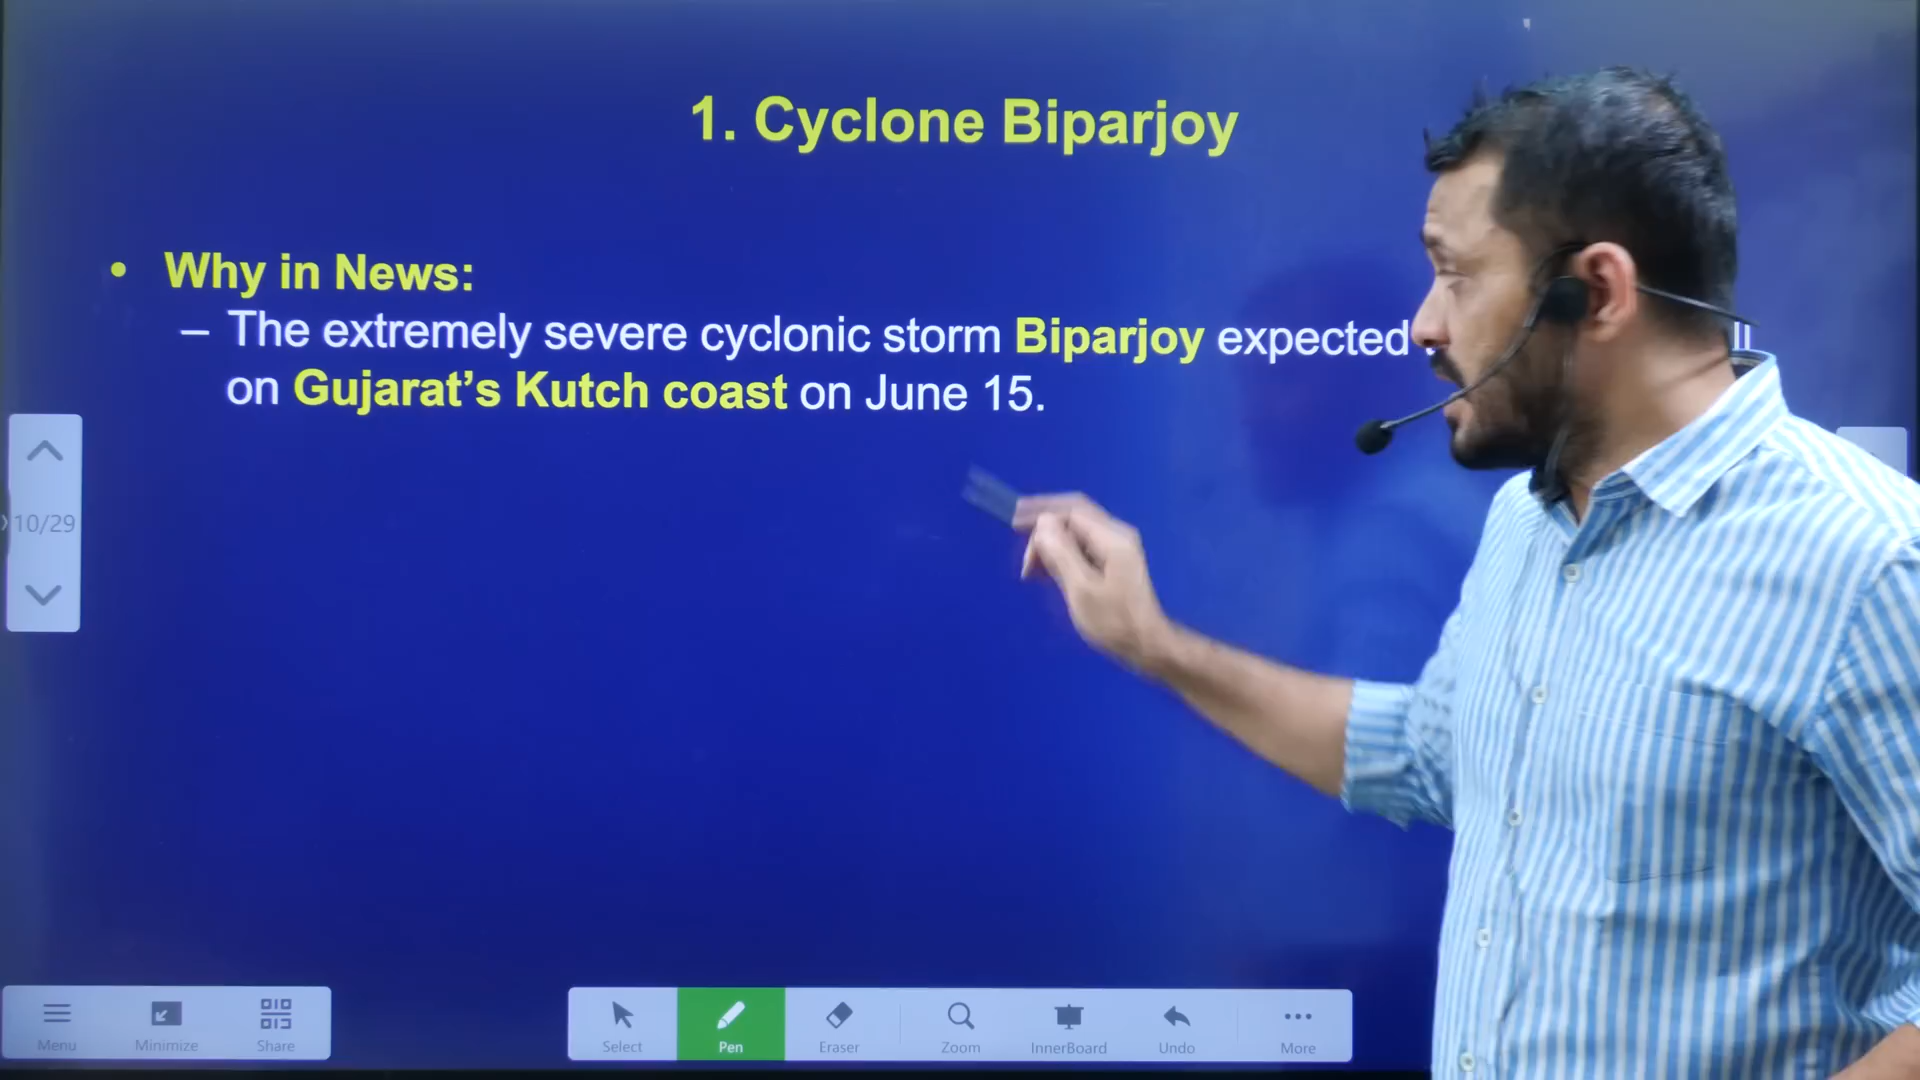 1. Cyclone Biparjoy
• Why in News:
– The extremely severe cyclonic storm Biparjoy expected
on Gujarat’s Kutch coast on June 15.
10/29
Menu Minimize Share
Select Pen Eraser Zoom InnerBoard Undo More